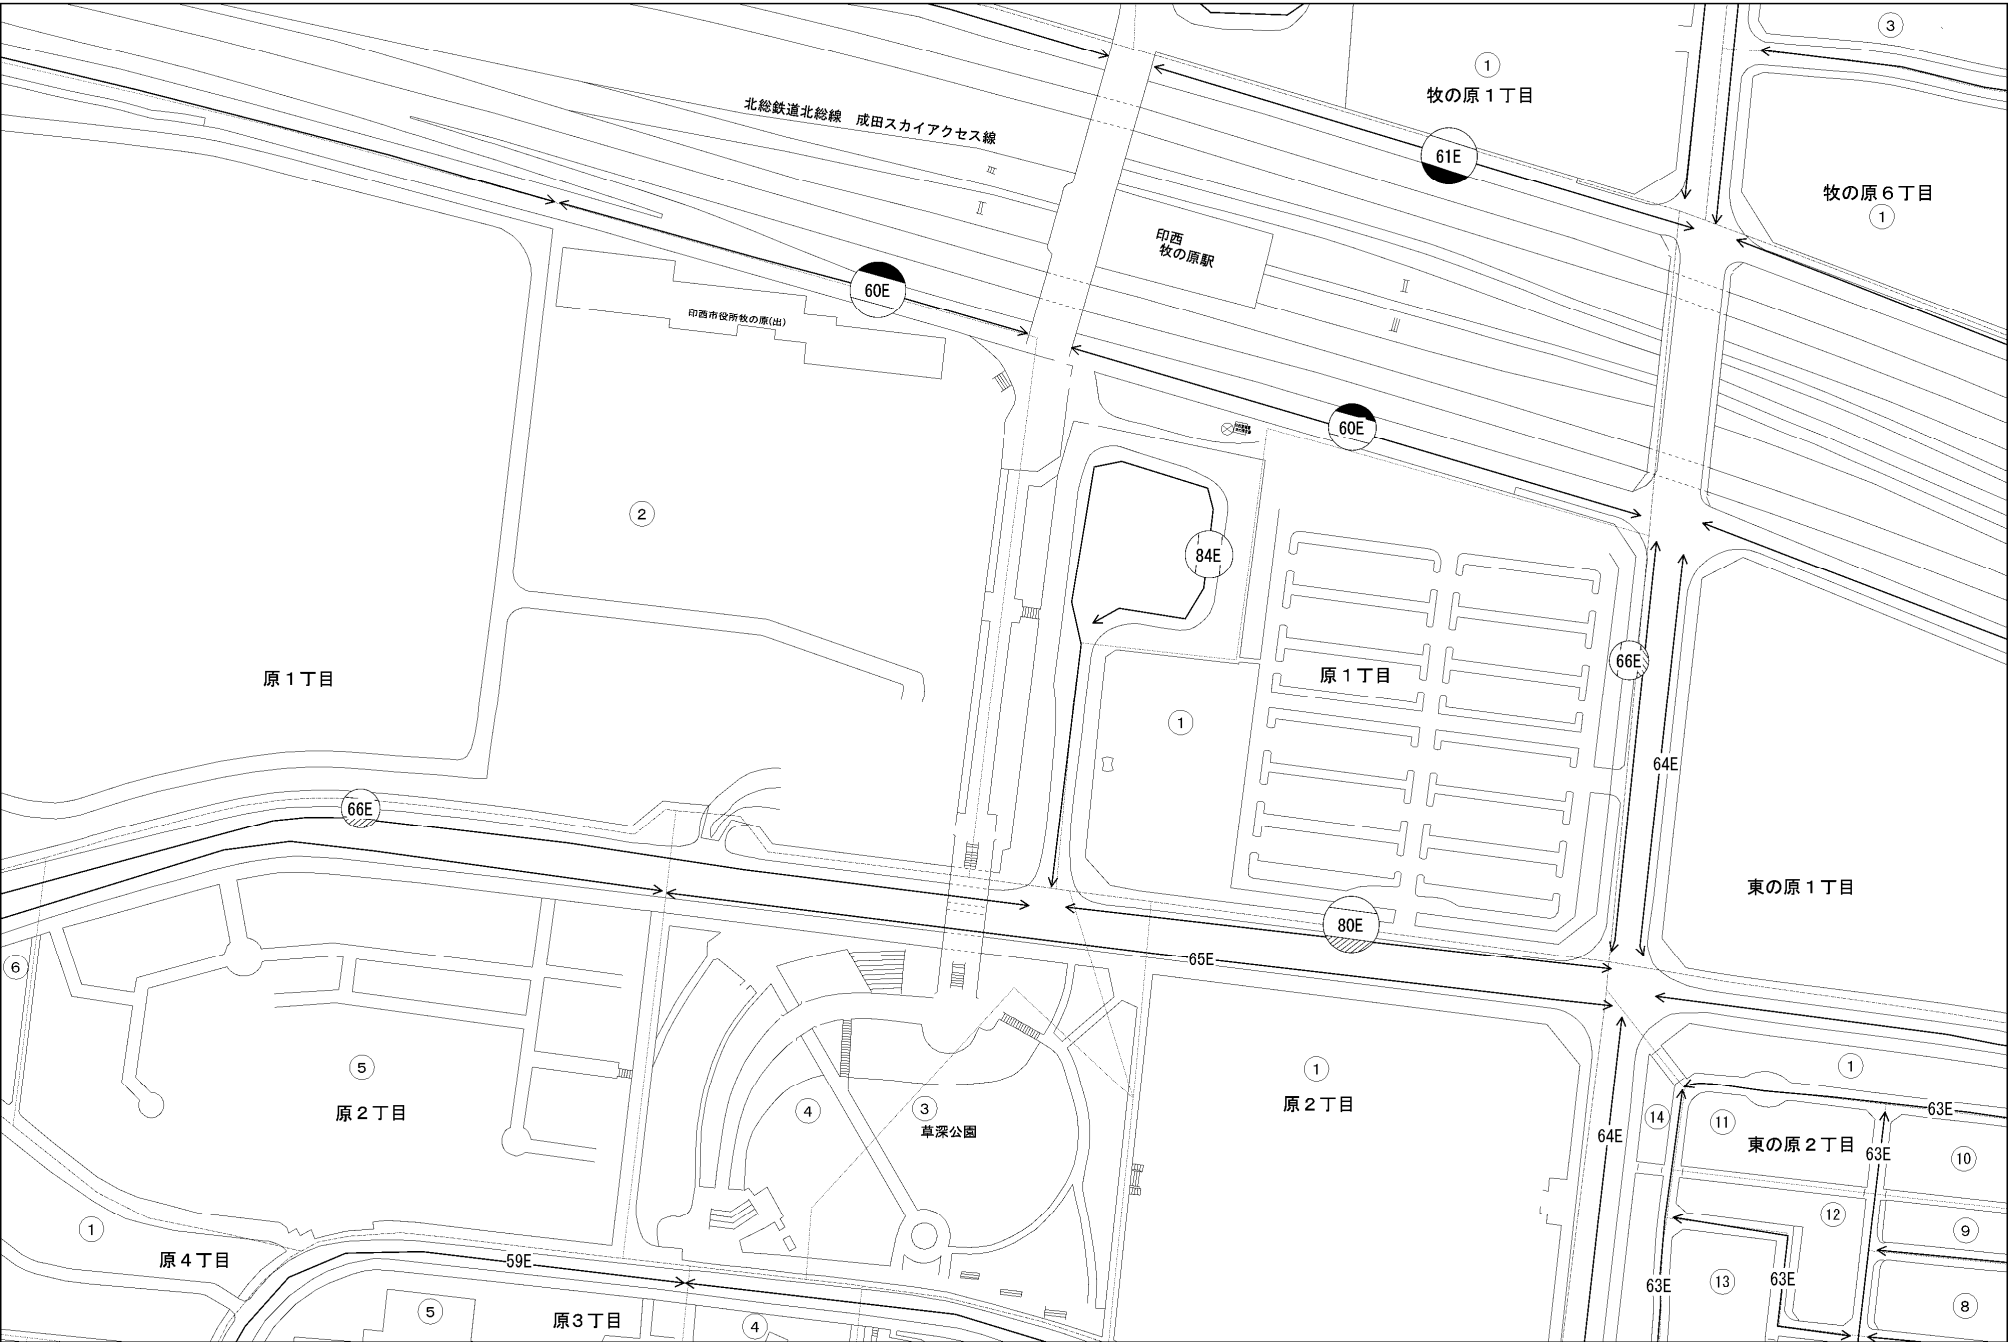 ③
①
牧の原１丁目
北総鉄道北総線　成田スカイアクセス線
61E
牧の原６丁目
①
印西
牧の原駅
60E
印西市役所牧の原(出)
60E
②
84E
原１丁目
原１丁目
66E
①
64E
66E
東の原１丁目
80E
65E
⑥
⑤
原２丁目
④
③
草深公園
①
原２丁目
①
63E
⑭
⑪
64E
東の原２丁目
63E
⑩
⑫
⑨
①
原４丁目
59E
63E
⑬
63E
⑧
⑤
原３丁目
④